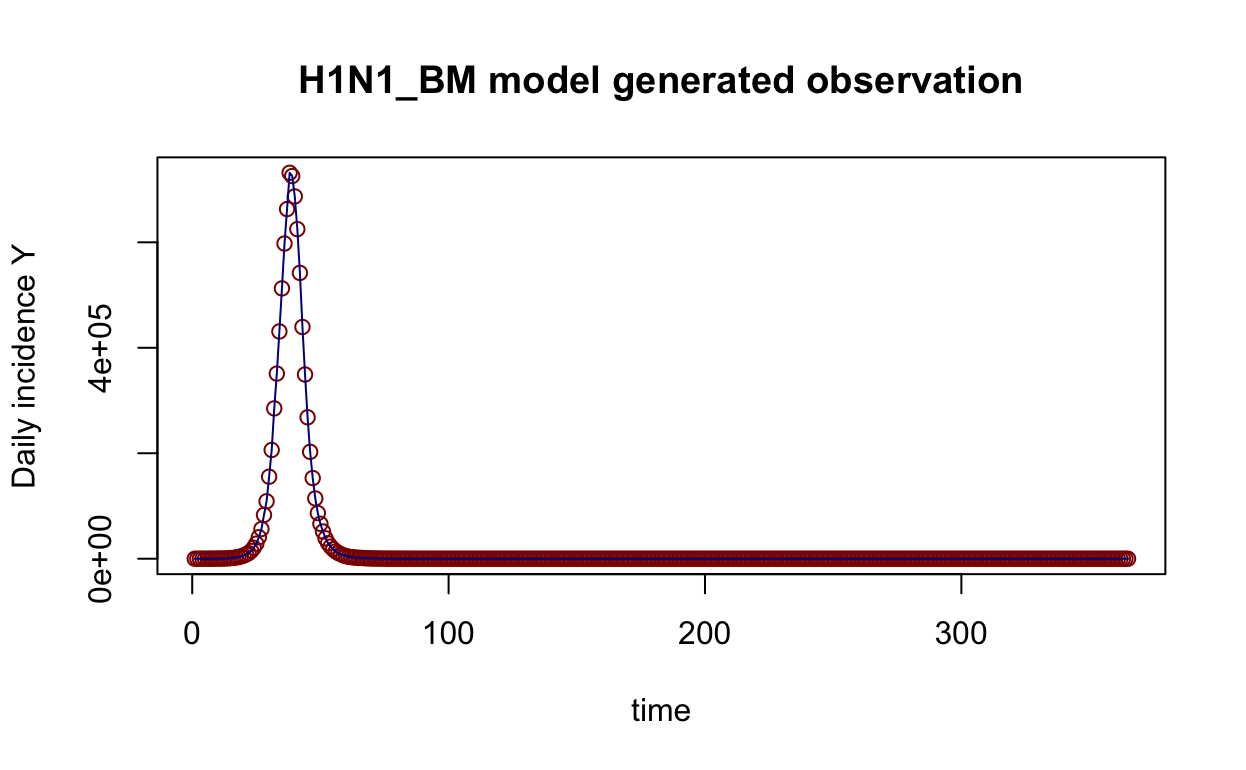 H1N1_BM model generated observation
Daily incidence Y
4e+05
0e+00
0 100 200 300
time